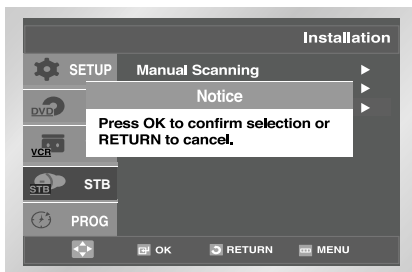 Installation
SETUP
Manual Scanning
DVD
Notice
Press OK to confirm selection or
RETURN to cancel.
VCR
STB STB
PROG
OK RETURN MENU